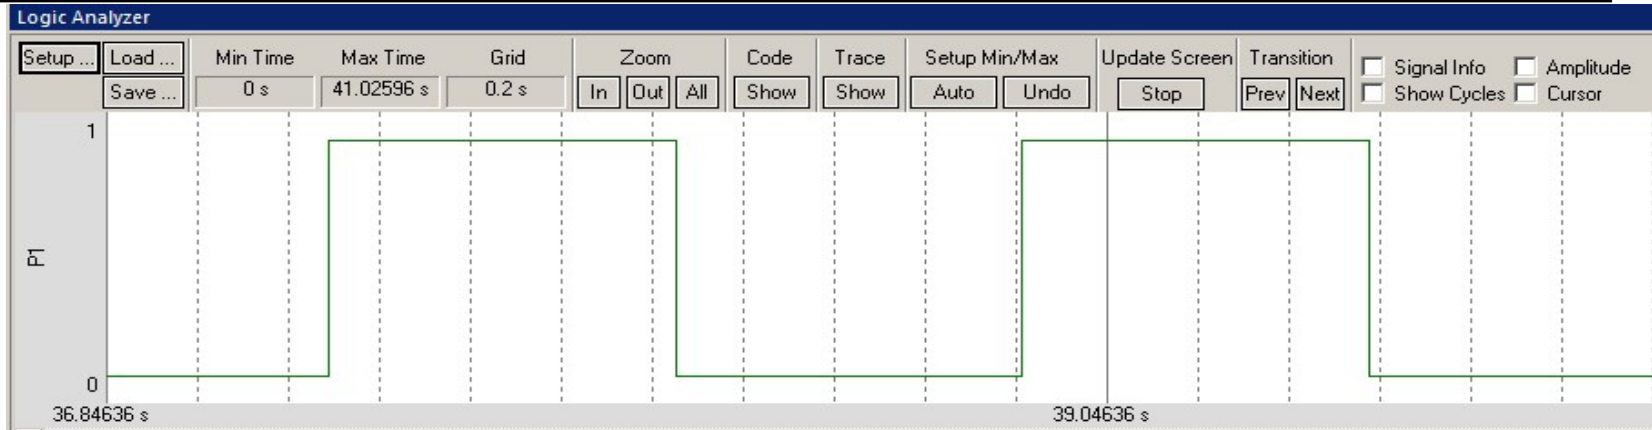 Logic Analyzer
Setup ... Load ... Min Time Max Time Grid Zoom Code Trace Setup Min/Max Update Screen Transition Signal Info Amplitude
Save ... 0 s 41.02596 s 0.2 s In Out All Show Show Auto Undo Stop Prev Next Show Cycles Cursor
1
P1
0
36.84636 s 39.04636 s